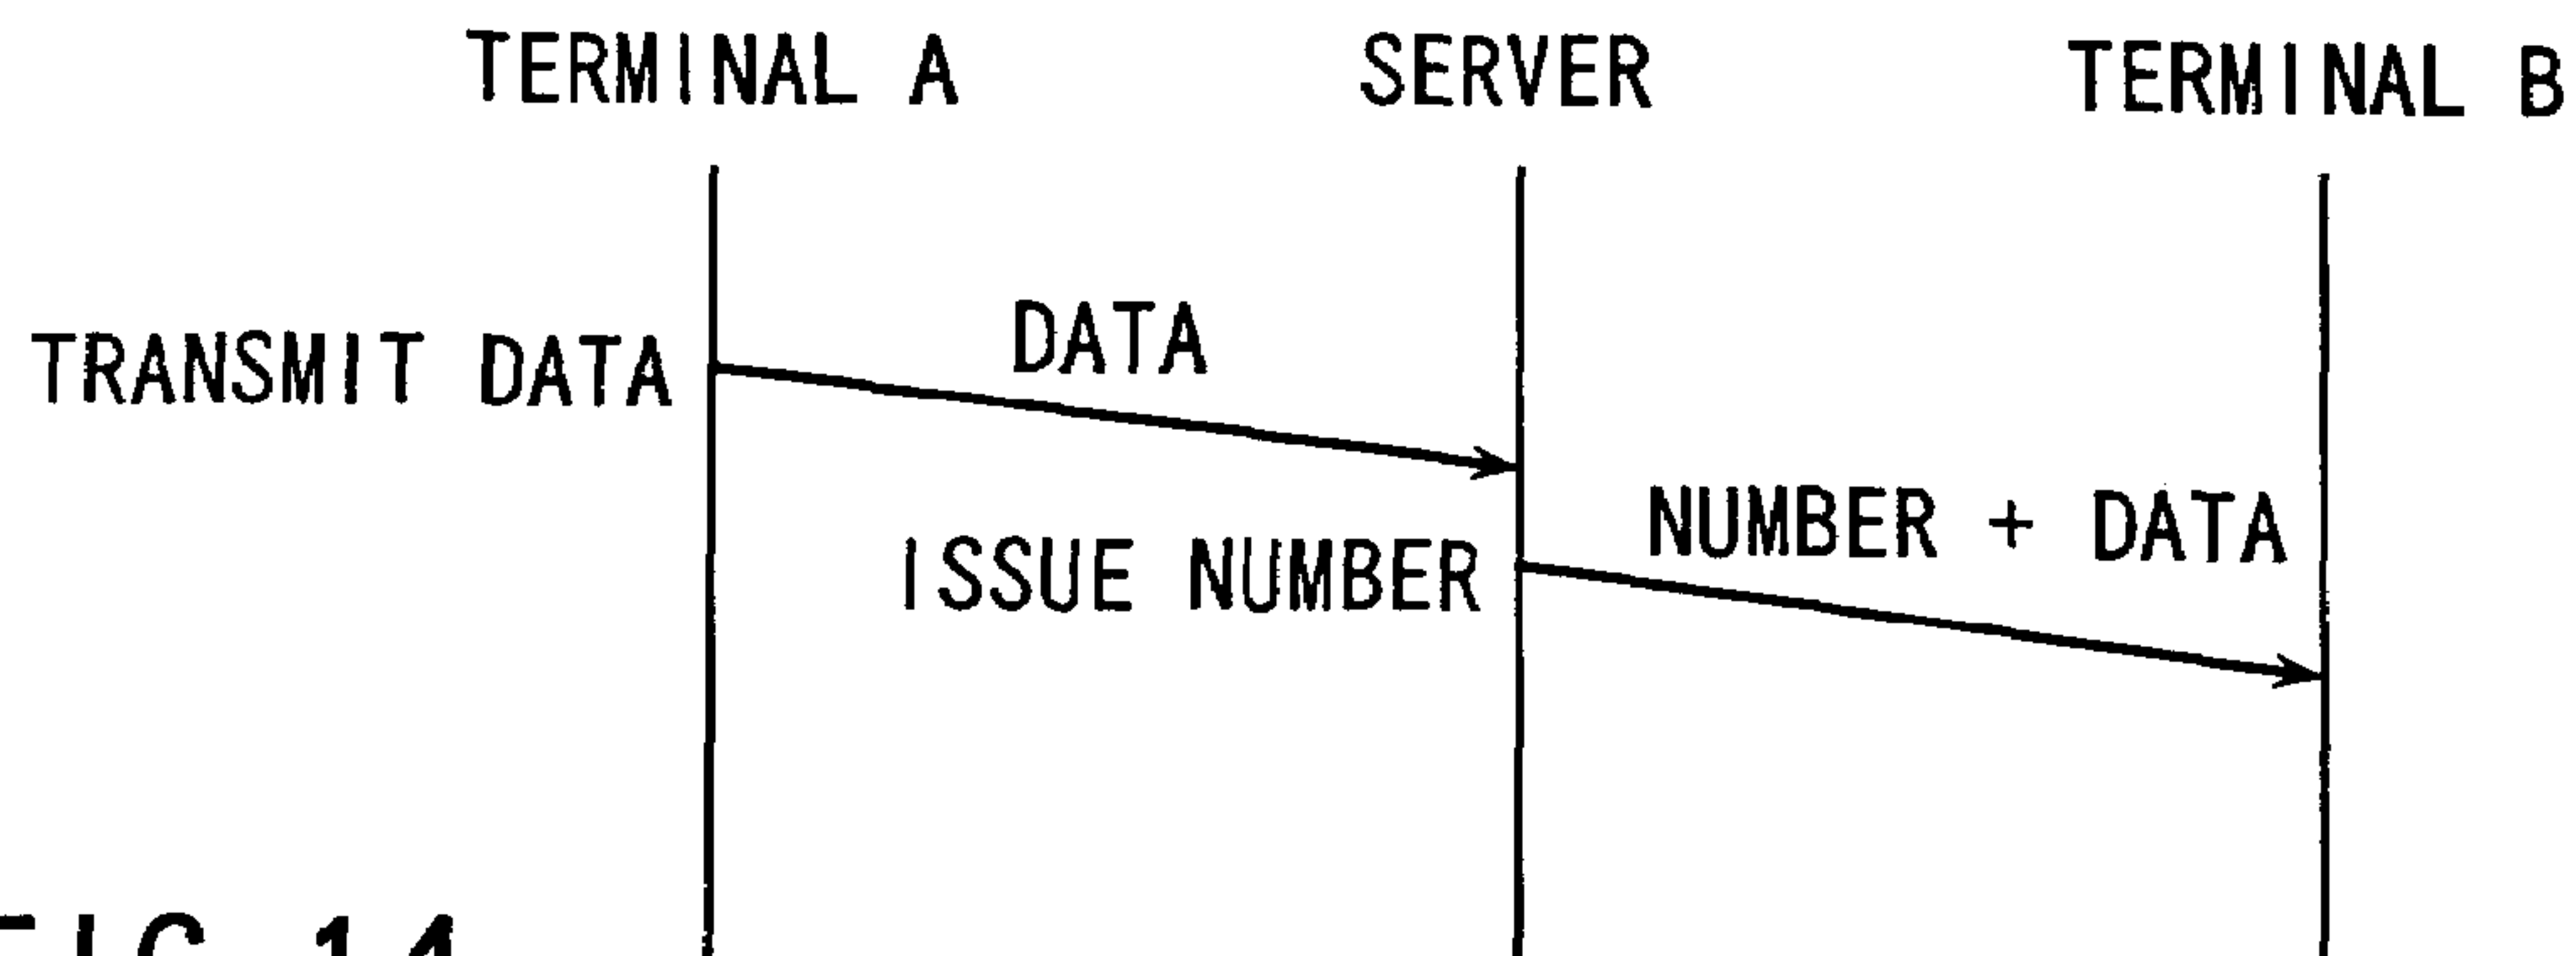 TERMINAL A
SERVER
TERMINAL B
TRANSMIT DATA
DATA
ISSUE NUMBER
NUMBER + DATA